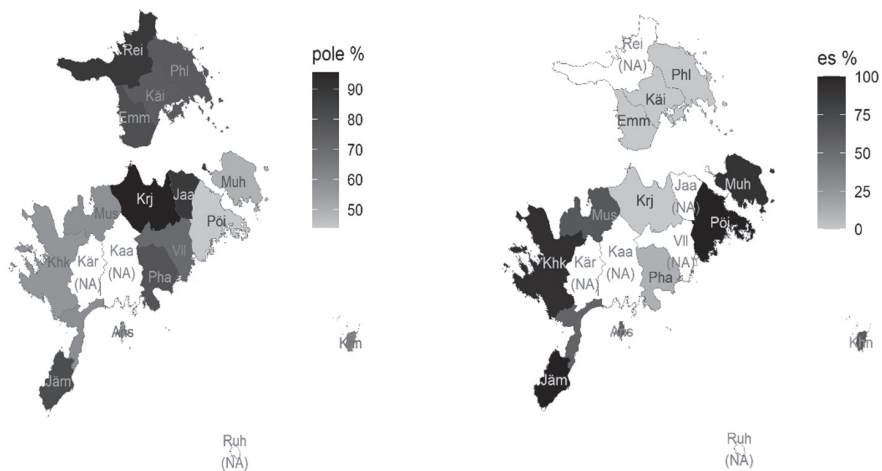 pole %
90
80
70
60
50
Rei
Phl
Käi
Emm
Muh
Krj
Jaa
Mus
Pöi
Kaa
(NA)
Vll
Khk
Kär
(NA)
Pha
Ans
Khn
Jäm
Ruh
(NA)
es %
100
75
50
25
0
Rei
(NA)
Phl
Käi
Emm
Muh
Krj
Jaa
(NA)
Mus
Pöi
Kaa
(NA)
Vll
(NA)
Khk
Kär
(NA)
Pha
Ans
Khn
Jäm
Ruh
(NA)